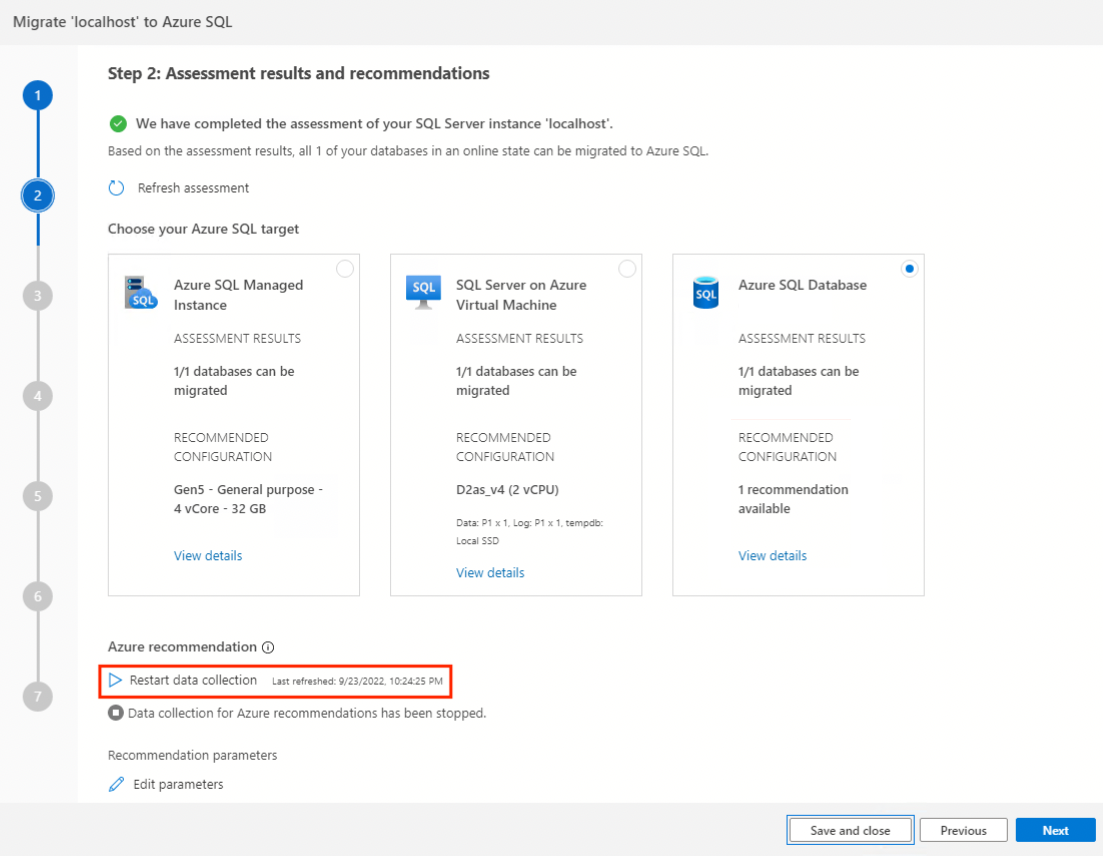 Migrate 'localhost' to Azure SQL
1
2
3
4
5
6
7
Step 2: Assessment results and recommendations
We have completed the assessment of your SQL Server instance 'localhost'.
Based on the assessment results, all 1 of your databases in an online state can be migrated to Azure SQL.
Refresh assessment
Choose your Azure SQL target
SQL
Azure SQL Managed
Instance
ASSESSMENT RESULTS
1/1 databases can be
migrated
RECOMMENDED
CONFIGURATION
Gen5 - General purpose -
4 vCore - 32 GB
View details
SQL
SQL Server on Azure
Virtual Machine
ASSESSMENT RESULTS
1/1 databases can be
migrated
RECOMMENDED
CONFIGURATION
D2as_v4 (2 vCPU)
Data: P1 x 1, Log: P1 x 1, tempdb:
Local SSD
View details
SQL
Azure SQL Database
ASSESSMENT RESULTS
1/1 databases can be
migrated
RECOMMENDED
CONFIGURATION
1 recommendation
available
View details
Azure recommendation
Restart data collection Last refreshed: 9/23/2022, 10:24:25 PM
Data collection for Azure recommendations has been stopped.
Recommendation parameters
Edit parameters
Save and close Previous Next